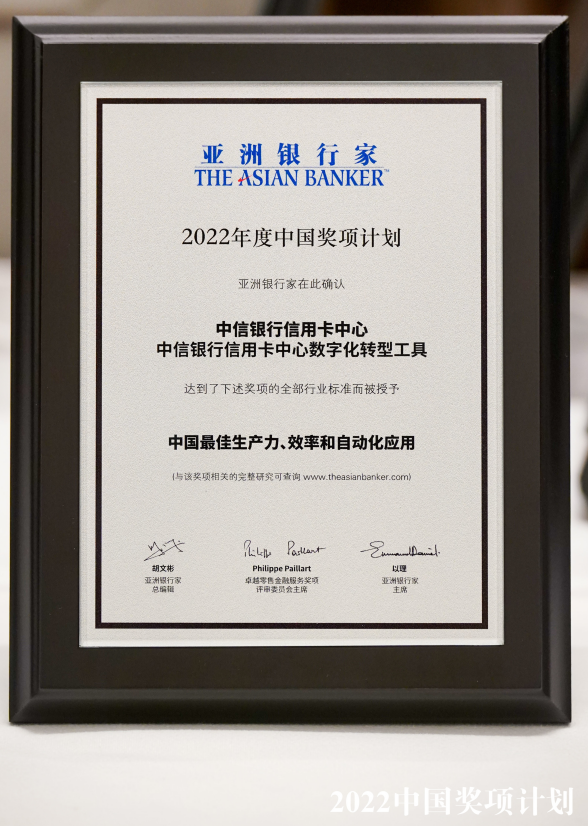 亚洲银行家
THE ASIAN BANKER™
2022年度中国奖项计划
亚洲银行家在此确认
中信银行信用卡中心
中信银行信用卡中心数字化转型工具
达到了下述奖项的全部行业标准而被授予
中国最佳生产力、效率和自动化应用
(与该奖项相关的完整研究可查询 www.theasianbanker.com)
Philippe Paillart
Emmanuel Daniel
胡文彬
Philippe Paillart
以理
亚洲银行家
卓越零售金融服务奖项
亚洲银行家
总编辑
评审委员会主席
主席
2022中国奖项计划